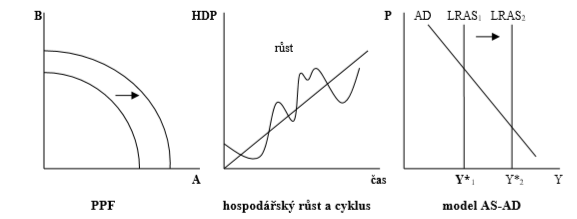 B
A
PPF
HDP
růst
čas
hospodářský růst a cyklus
P AD LRAS₁ LRAS₂
Y*₁ Y*₂ Y
model AS-AD